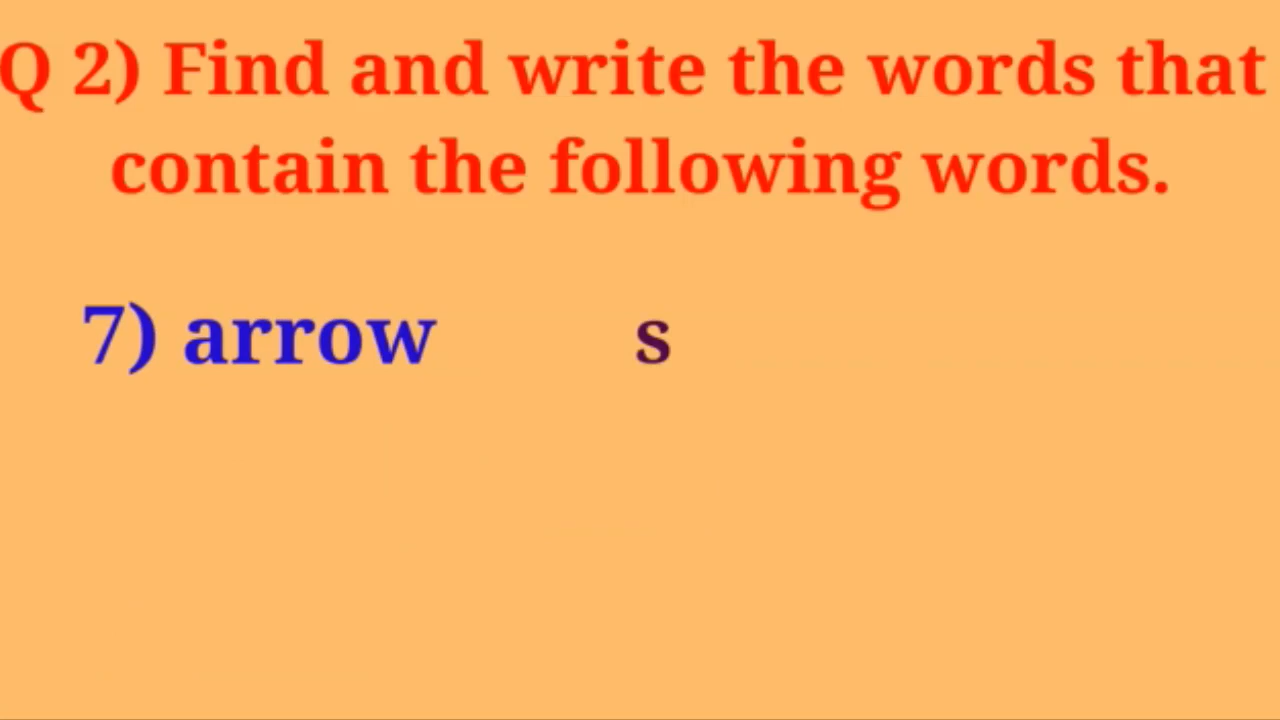 Q 2) Find and write the words that
contain the following words.
7) arrow s